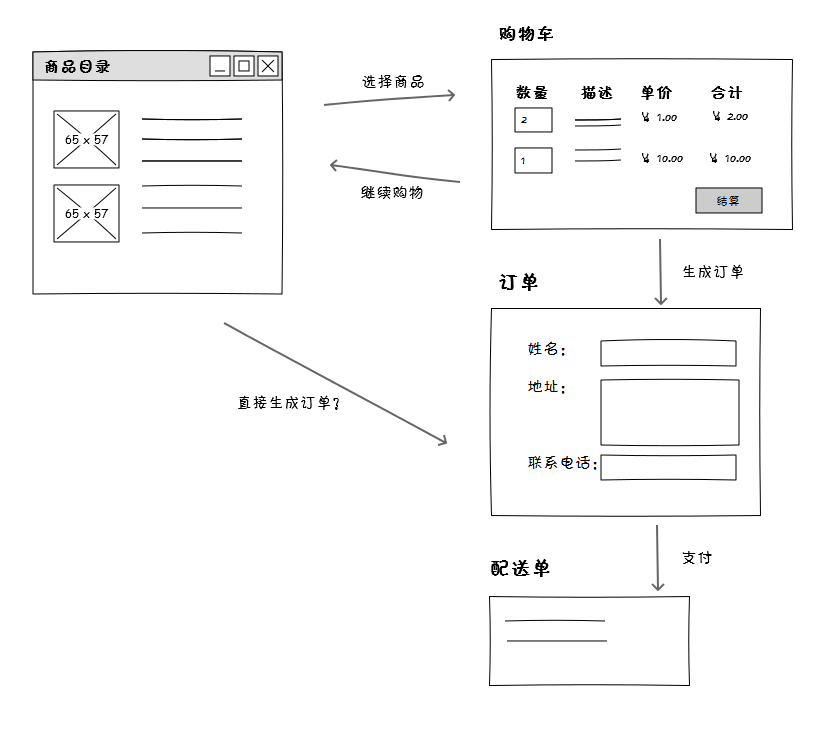 购物车
商品目录
选择商品
数量 描述 单价 合计
2 ¥ 1.00 ¥ 2.00
65 x 57
1 ¥ 10.00 ¥ 10.00
继续购物
结算
65 x 57
生成订单
订单
姓名：
地址：
直接生成订单？
联系电话：
支付
配送单